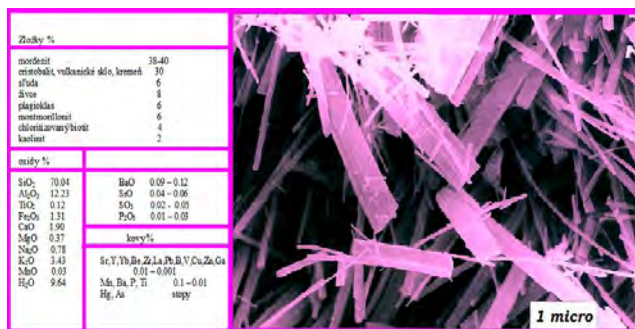 Zložky %
mordenit 38-40
cristobalit, vulkanické sklo, kremeň 30
sľuda 6
živce 8
plagioklas 6
montmorillonit 6
chloritizovaný biotit 4
kaolinit 2
oxidy %
SiO₂ 70.04
Al₂O₃ 12.23
TiO₂ 0.12
Fe₂O₃ 1.31
CaO 1.90
MgO 0.37
Na₂O 0.78
K₂O 3.43
MnO 0.03
H₂O 9.64
BaO 0.09 – 0.12
SrO 0.04 – 0.06
SO₃ 0.02 - 0.05
P₂O₅ 0.01 – 0.03
kovy %
Sr,Y,Yb,Be,Zr,La,Pb,B,V,Cu,Zn,Ga
0.01 – 0.001
Mn, Ba, P, Ti 0.1 – 0.01
Hg, As stopy
1 micro